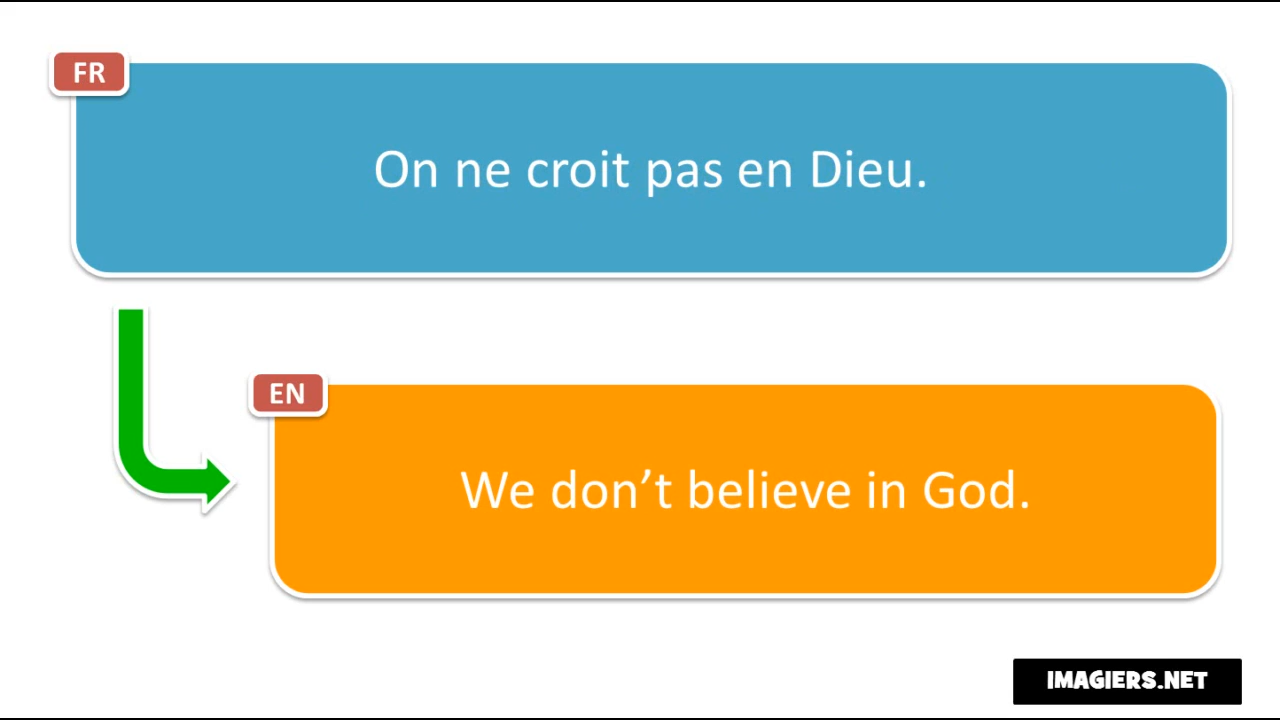 FR
On ne croit pas en Dieu.
EN
We don’t believe in God.
IMAGIERS.NET